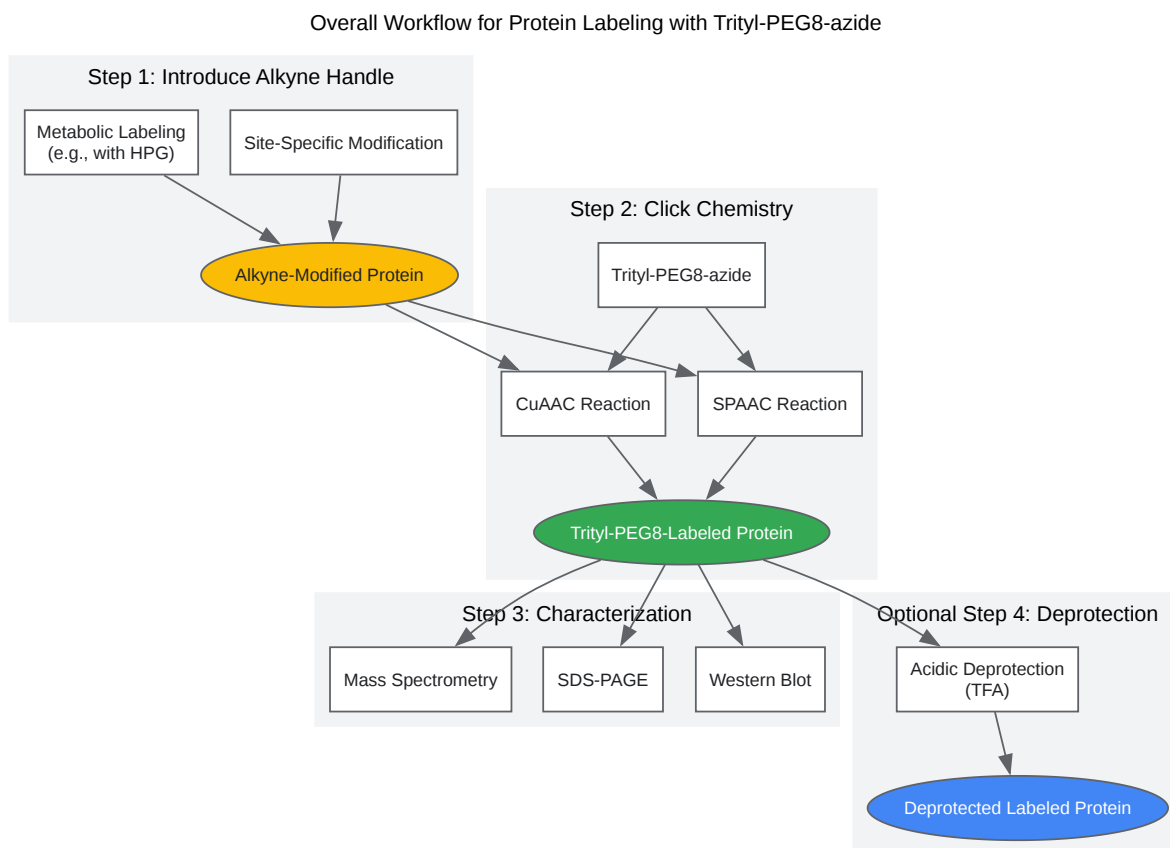 Overall Workflow for Protein Labeling with Trityl-PEG8-azide
Step 1: Introduce Alkyne Handle
Metabolic Labeling
(e.g., with HPG)
Site-Specific Modification
Alkyne-Modified Protein
Step 2: Click Chemistry
Trityl-PEG8-azide
CuAAC Reaction
SPAAC Reaction
Trityl-PEG8-Labeled Protein
Step 3: Characterization
Mass Spectrometry
SDS-PAGE
Western Blot
Optional Step 4: Deprotection
Acidic Deprotection
(TFA)
Deprotected Labeled Protein